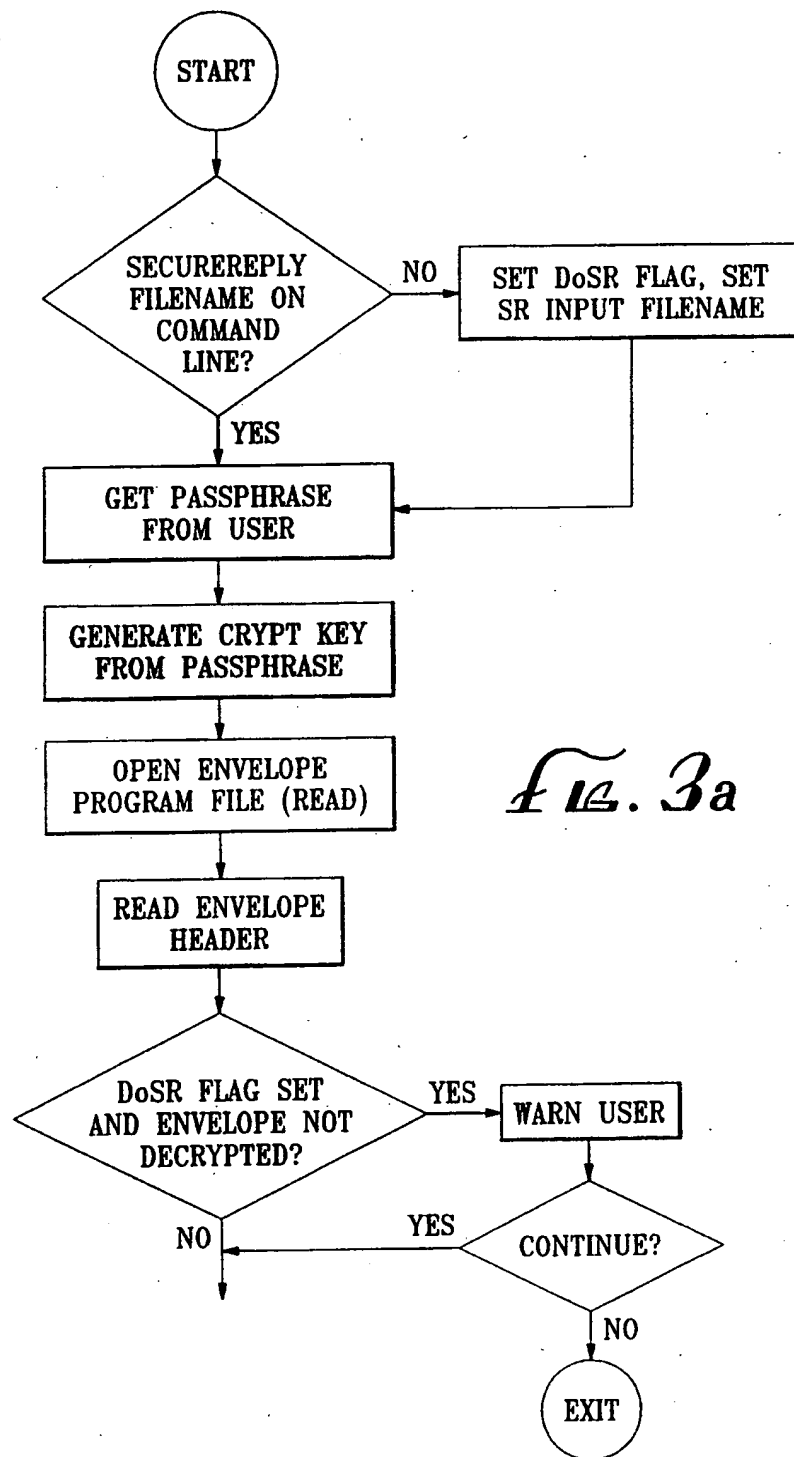 START
SECUREREPLY
FILENAME ON
COMMAND
LINE?
NO
SET DoSR FLAG, SET
SR INPUT FILENAME
YES
GET PASSPHRASE
FROM USER
GENERATE CRYPT KEY
FROM PASSPHRASE
OPEN ENVELOPE
PROGRAM FILE (READ)
FIG. 3a
READ ENVELOPE
HEADER
DoSR FLAG SET
AND ENVELOPE NOT
DECRYPTED?
YES
WARN USER
NO
YES
CONTINUE?
NO
EXIT